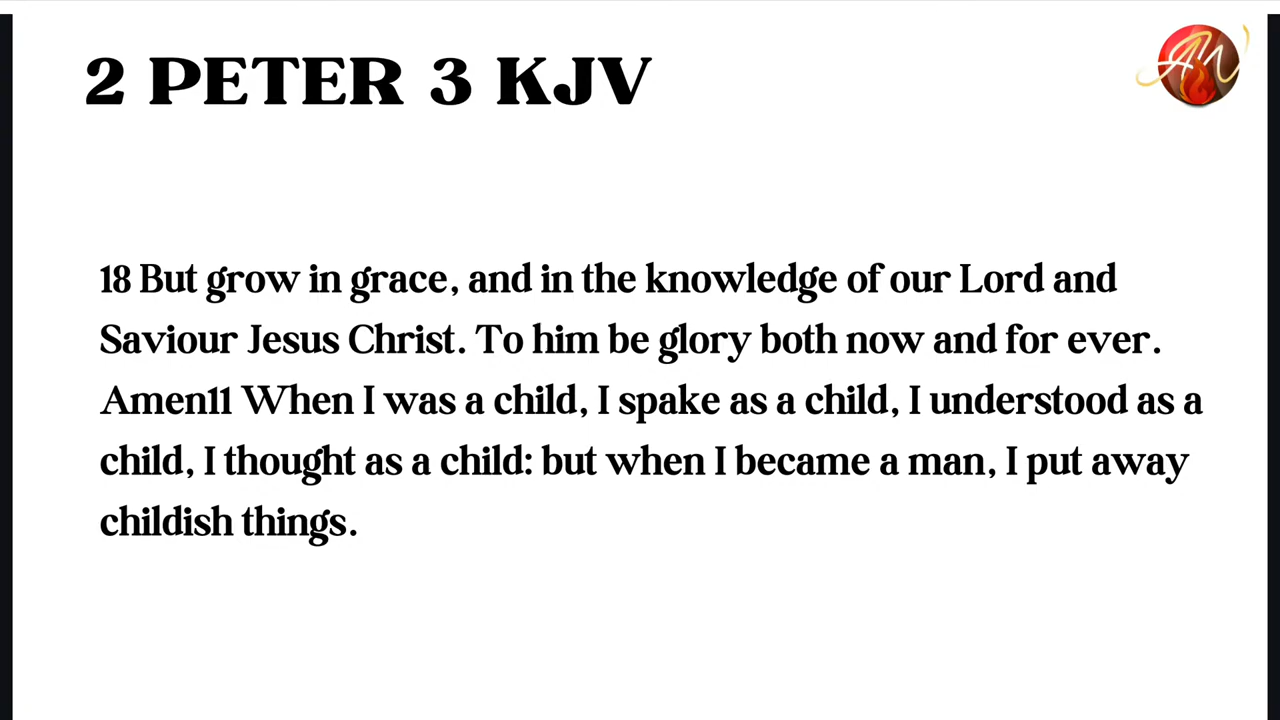 2 PETER 3 KJV
AW
18 But grow in grace, and in the knowledge of our Lord and
Saviour Jesus Christ. To him be glory both now and for ever.
Amen11 When I was a child, I spake as a child, I understood as a
child, I thought as a child: but when I became a man, I put away
childish things.